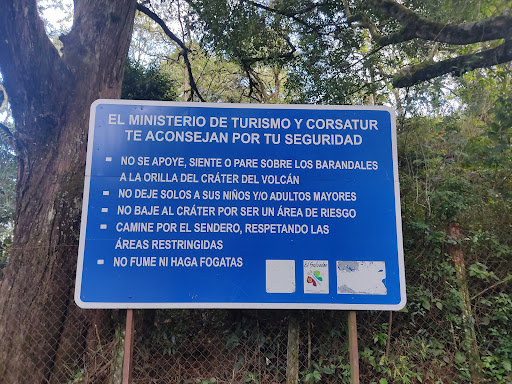 EL MINISTERIO DE TURISMO Y CORSATUR
TE ACONSEJAN POR TU SEGURIDAD
NO SE APOYE, SIENTE O PARE SOBRE LOS BARANDALES
A LA ORILLA DEL CRÁTER DEL VOLCÁN
NO DEJE SOLOS A SUS NIÑOS Y/O ADULTOS MAYORES
NO BAJE AL CRÁTER POR SER UN ÁREA DE RIESGO
CAMINE POR EL SENDERO, RESPETANDO LAS
ÁREAS RESTRINGIDAS
NO FUME NI HAGA FOGATAS
El Salvador